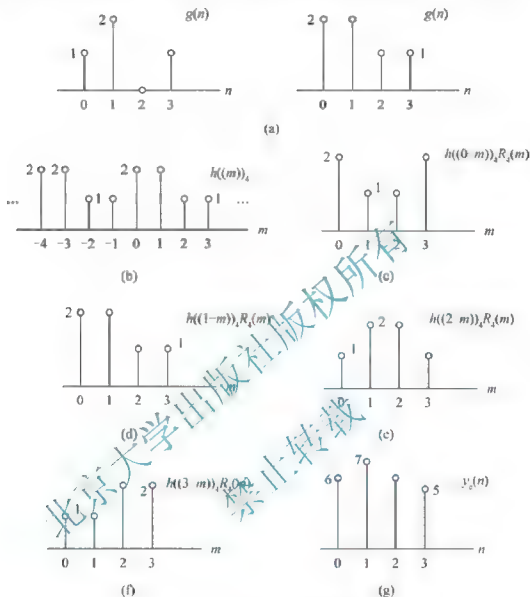 g(n) g(n)
2 2
1 1
n n
0 1 2 3 0 1 2 3
(a)
h((m))₄ h((0-m))₄R₄(m)
2 2 2 2
1 1 1
... ...
m m
-4 -3 -2 -1 0 1 2 3 0 1 2 3
(b) (c)
h((1-m))₄R₄(m) h((2-m))₄R₄(m)
2 2
1 1
m m
0 1 2 3 1 2 3
(d) (e)
h((3-m))₄ yc(n)
1 2 6 7 5
m n
0 1 2 3 0 1 2 3
(f) (g)
北京大学出版社版权所有
禁止转载